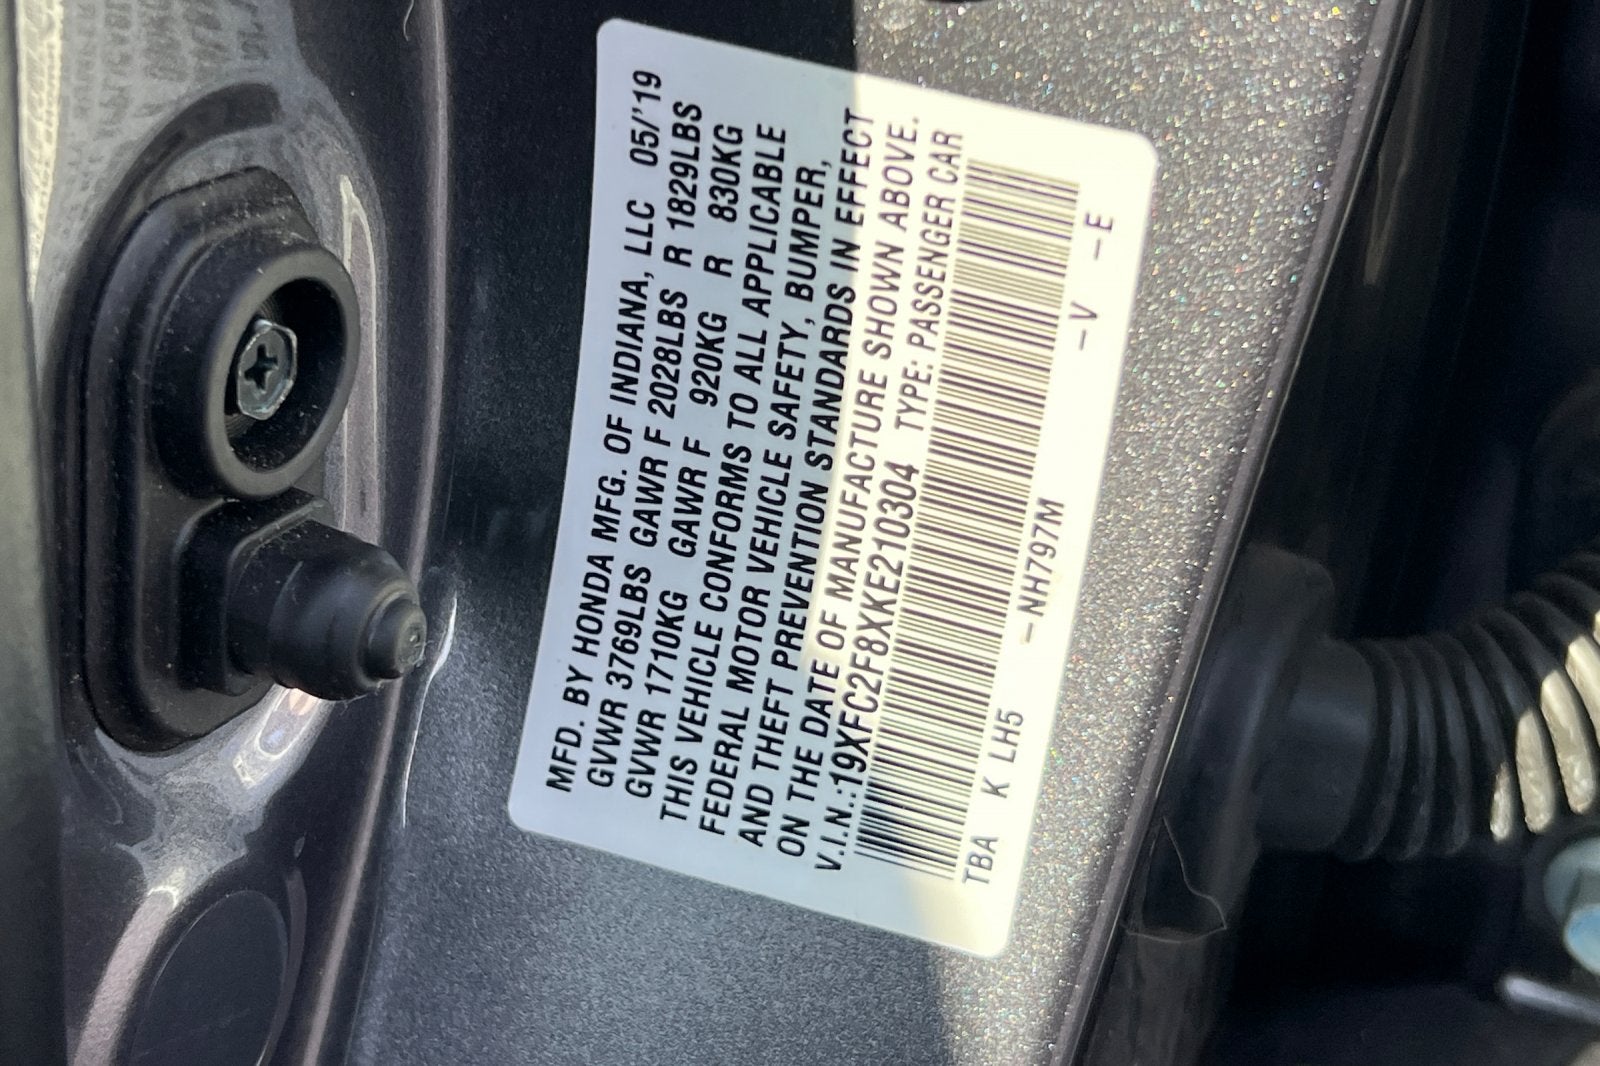 MFD. BY HONDA MFG. OF INDIANA, LLC 05/'19
GVWR 3769LBS GAWR F 2028LBS R 1829LBS
GVWR 1710KG GAWR F 920KG R 830KG
THIS VEHICLE CONFORMS TO ALL APPLICABLE
FEDERAL MOTOR VEHICLE SAFETY, BUMPER,
AND THEFT PREVENTION STANDARDS IN EFFECT
ON THE DATE OF MANUFACTURE SHOWN ABOVE.
V.I.N.:19XFC2F8XKE210304 TYPE: PASSENGER CAR
TBA K LH5 -NH797M -V -E